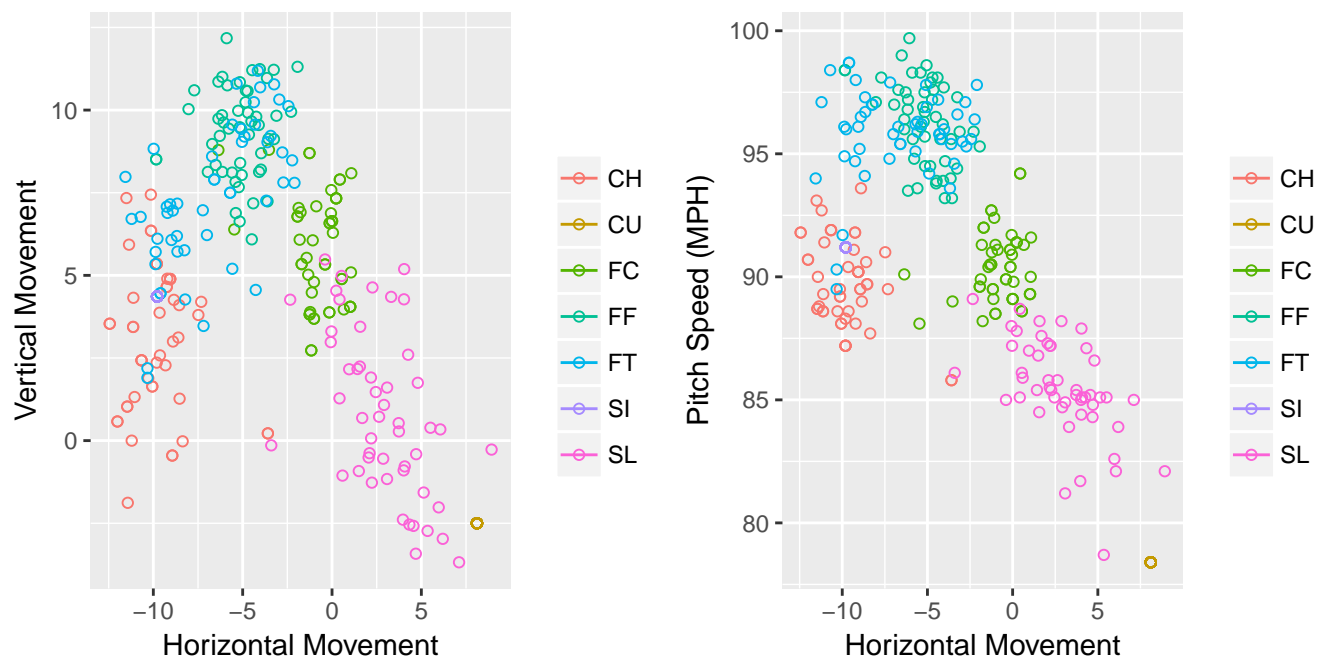 Vertical Movement
10
5
0
−10 −5 0 5
Horizontal Movement
CH
CU
FC
FF
FT
SI
SL
Pitch Speed (MPH)
100
95
90
85
80
−10 −5 0 5
Horizontal Movement
CH
CU
FC
FF
FT
SI
SL